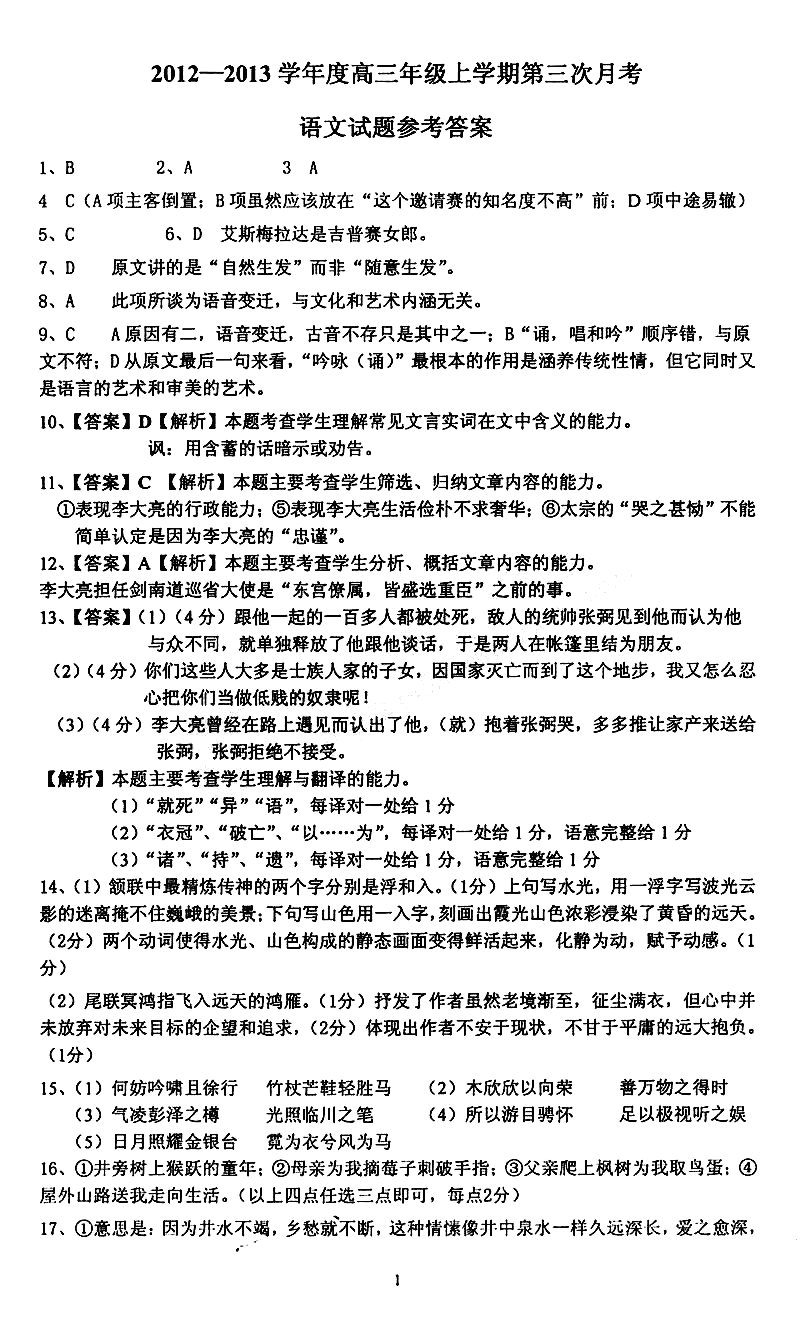 2012—2013 学年度高三年级上学期第三次月考
语文试题参考答案
1、B 2、A 3 A
4 C（A 项主客倒置；B 项虽然应该放在“这个邀请赛的知名度不高”前；D 项中途易辙）
5、C 6、D 艾斯梅拉达是吉普赛女郎。
7、D 原文讲的是“自然生发”而非“随意生发”。
8、A 此项所谈为语音变迁，与文化和艺术内涵无关。
9、C A 原因有二，语音变迁，古音不存只是其中之一；B“诵，唱和吟”顺序错，与原
文不符；D 从原文最后一句来看，“吟咏（诵）”最根本的作用是涵养传统性情，但它同时又
是语言的艺术和审美的艺术。
10、【答案】D【解析】本题考查学生理解常见文言实词在文中含义的能力。
讽：用含蓄的话暗示或劝告。
11、【答案】C 【解析】本题主要考查学生筛选、归纳文章内容的能力。
①表现李大亮的行政能力；⑤表现李大亮生活俭朴不求奢华；⑥太宗的“哭之甚恸”不能
简单认定是因为李大亮的“忠谨”。
12、【答案】A【解析】本题主要考查学生分析、概括文章内容的能力。
李大亮担任剑南道巡省大使是“东宫僚属，皆盛选重臣”之前的事。
13、【答案】（1）（4 分）跟他一起的一百多人都被处死，敌人的统帅张弼见到他而认为他
与众不同，就单独释放了他跟他谈话，于是两人在帐篷里结为朋友。
（2）（4 分）你们这些人大多是士族人家的子女，因国家灭亡而到了这个地步，我又怎么忍
心把你们当做低贱的奴隶呢！
（3）（4 分）李大亮曾经在路上遇见而认出了他，（就）抱着张弼哭，多多推让家产来送给
张弼，张弼拒绝不接受。
【解析】本题主要考查学生理解与翻译的能力。
（1）“就死”“异”“语”，每译对一处给 1 分
（2）“衣冠”、“破亡”、“以……为”，每译对一处给 1 分，语意完整给 1 分
（3）“诸”、“持”、“遗”，每译对一处给 1 分，语意完整给 1 分
14、（1）颔联中最精炼传神的两个字分别是浮和入。（1分）上句写水光，用一浮字写波光云
影的迷离掩不住巍峨的美景；下句写山色用一入字，刻画出霞光山色浓彩浸染了黄昏的远天。
（2分）两个动词使得水光、山色构成的静态画面变得鲜活起来，化静为动，赋予动感。（1
分）
（2）尾联冥鸿指飞入远天的鸿雁。（1分）抒发了作者虽然老境渐至，征尘满衣，但心中并
未放弃对未来目标的企望和追求，（2分）体现出作者不安于现状，不甘于平庸的远大抱负。
（1分）
15、（1）何妨吟啸且徐行 竹杖芒鞋轻胜马 （2）木欣欣以向荣 善万物之得时
（3）气凌彭泽之樽 光照临川之笔 （4）所以游目骋怀 足以极视听之娱
（5）日月照耀金银台 霓为衣兮风为马
16、①井旁树上猴跃的童年；②母亲为我摘莓子刺破手指；③父亲爬上枫树为我取鸟蛋；④
屋外山路送我走向生活。（以上四点任选三点即可，每点2分）
17、①意思是：因为井水不竭，乡愁就不断，这种情愫像井中泉水一样久远深长，爱之愈深，
1